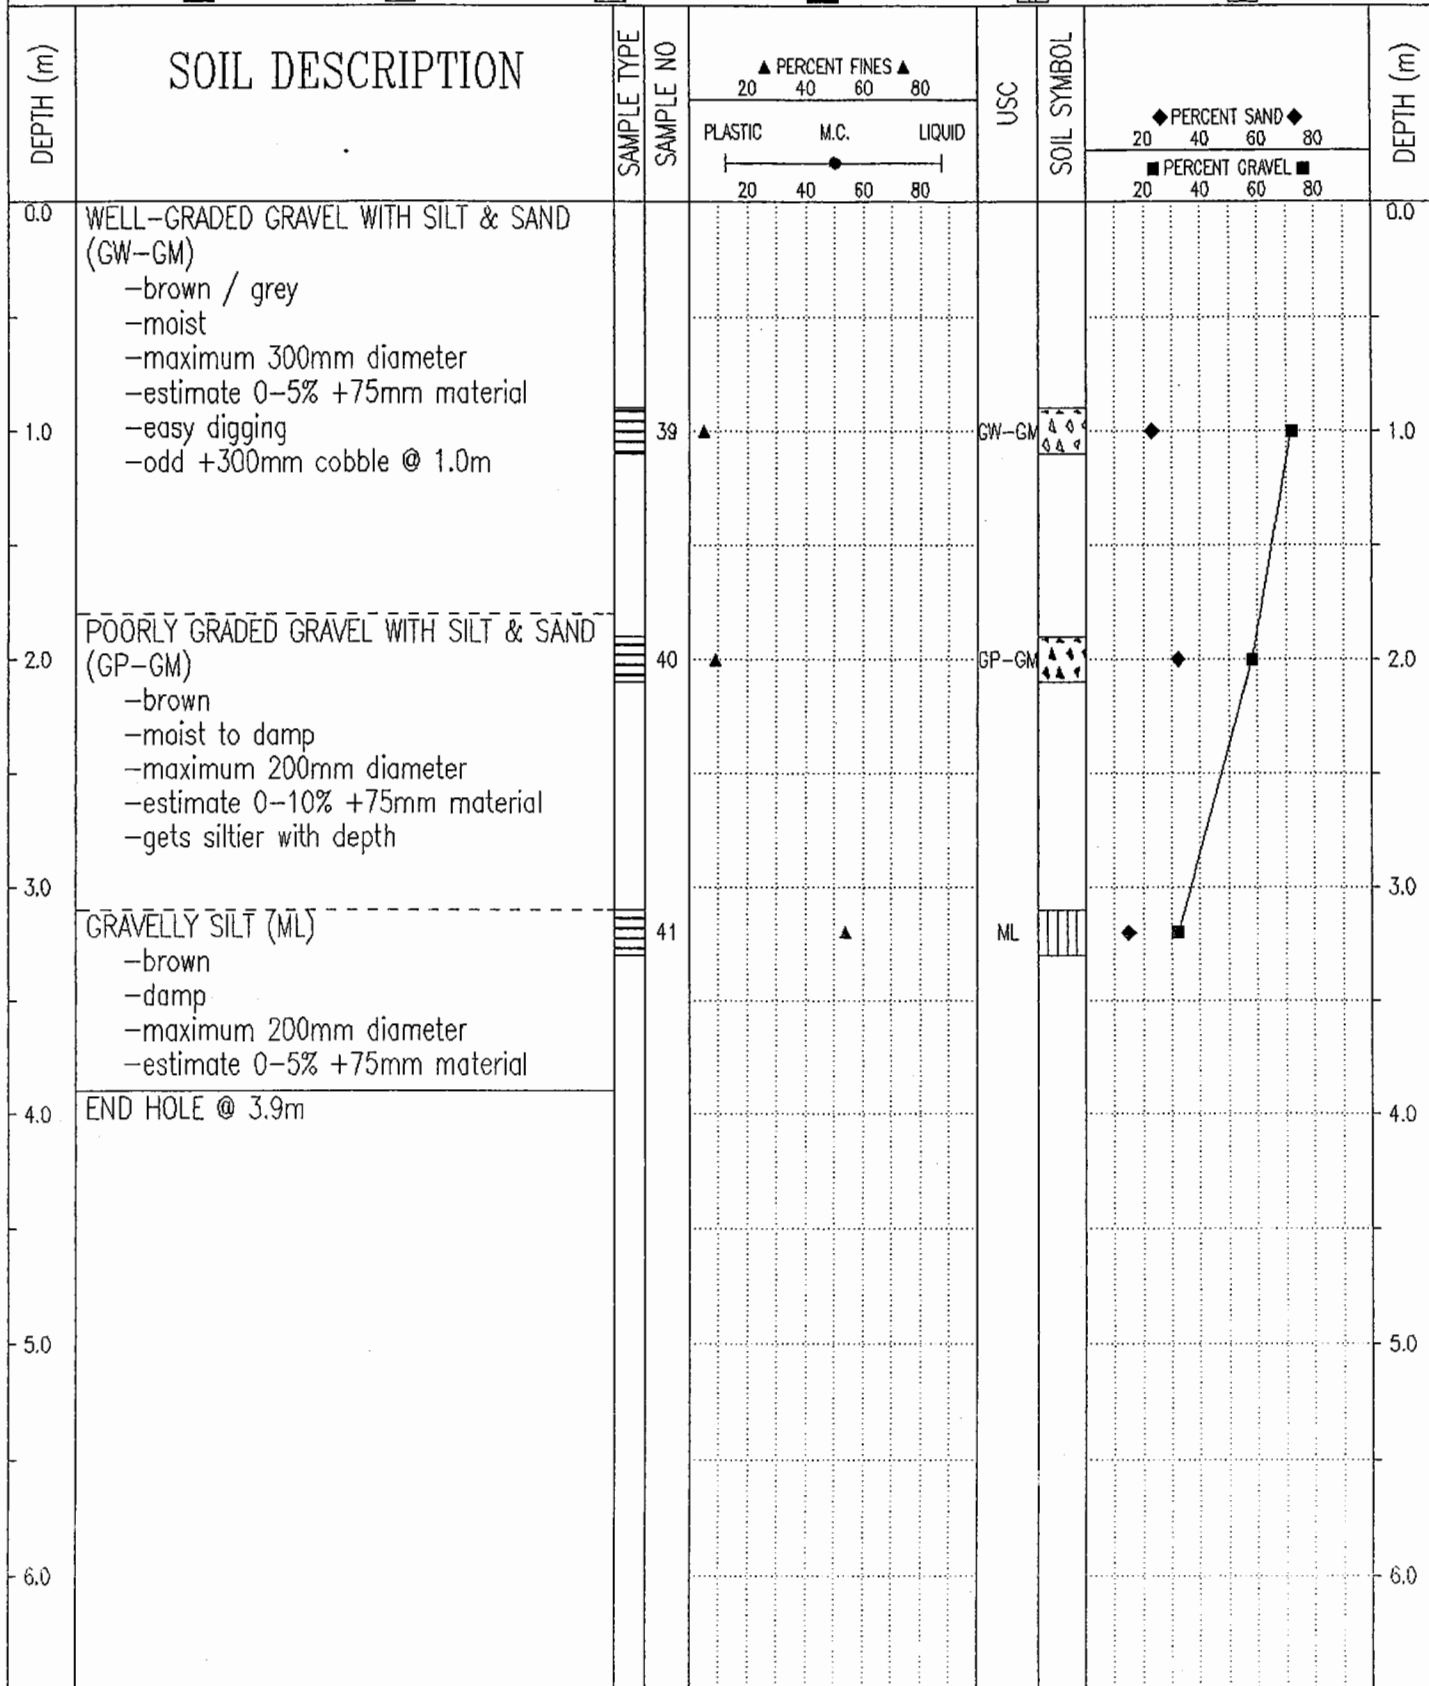 DEPTH (m)
SOIL DESCRIPTION
SAMPLE TYPE
SAMPLE NO
▲ PERCENT FINES ▲
20 40 60 80
PLASTIC M.C. LIQUID
20 40 60 80
USC
SOIL SYMBOL
◆ PERCENT SAND ◆
20 40 60 80
■ PERCENT GRAVEL ■
20 40 60 80
DEPTH (m)
0.0 WELL-GRADED GRAVEL WITH SILT & SAND 0.0
(GW-GM)
-brown / grey
-moist
-maximum 300mm diameter
-estimate 0-5% +75mm material
1.0 -easy digging 39 GW-GM 1.0
-odd +300mm cobble @ 1.0m
POORLY GRADED GRAVEL WITH SILT & SAND
2.0 (GP-GM) 40 GP-GM 2.0
-brown
-moist to damp
-maximum 200mm diameter
-estimate 0-10% +75mm material
-gets siltier with depth
3.0 3.0
GRAVELLY SILT (ML) 41 ML
-brown
-damp
-maximum 200mm diameter
-estimate 0-5% +75mm material
4.0 END HOLE @ 3.9m 4.0
5.0 5.0
6.0 6.0